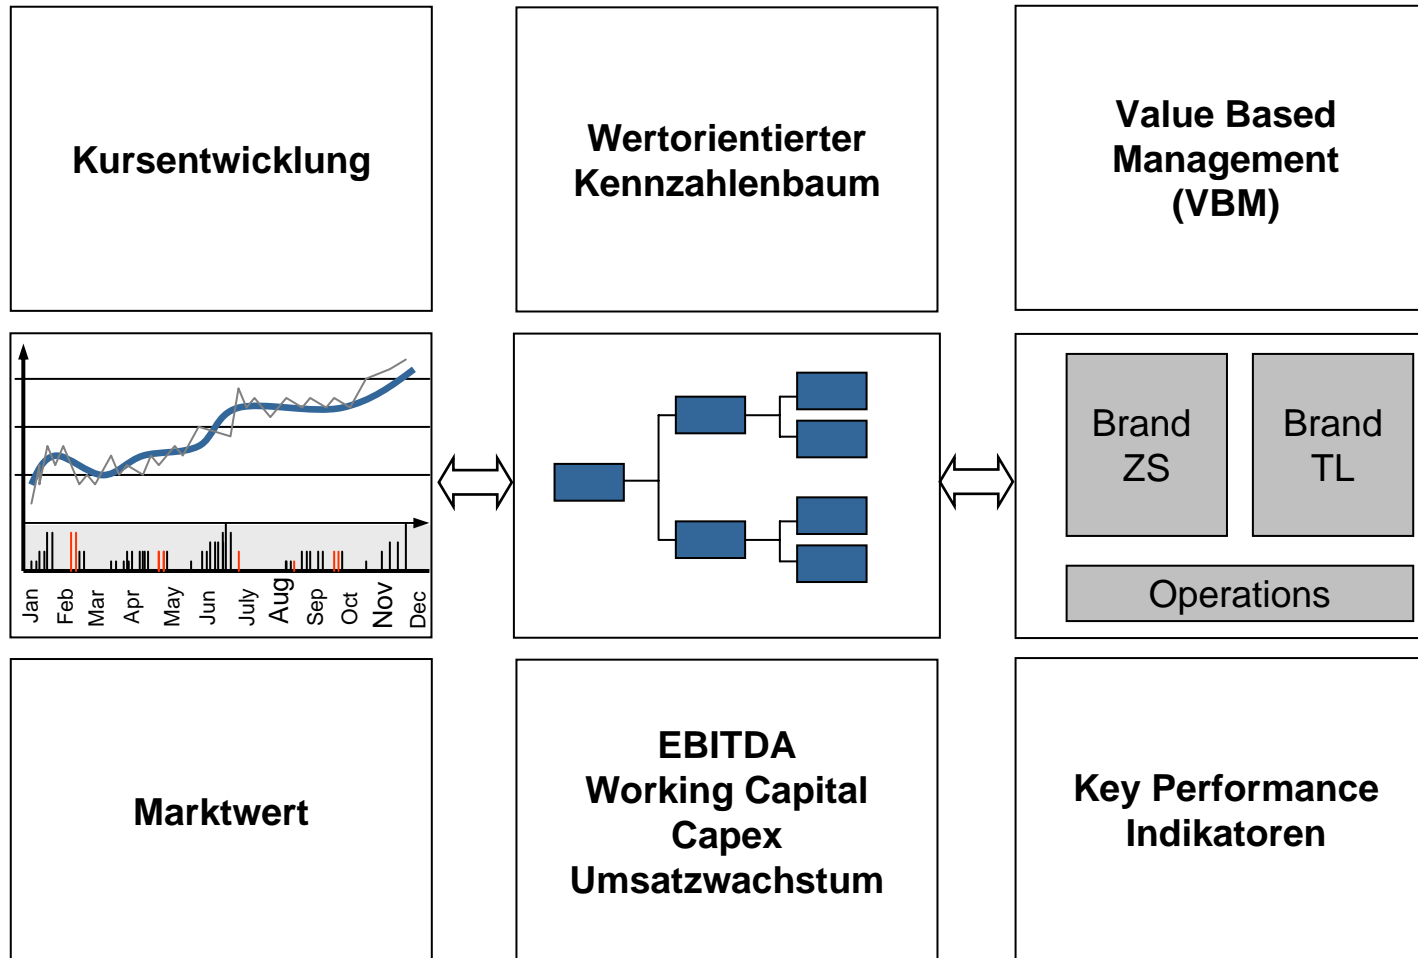 Kursentwicklung
Wertorientierter
Kennzahlenbaum
Value Based
Management
(VBM)
Jan
Feb
Mar
Apr
May
Jun
July
Aug
Sep
Oct
Nov
Dec
Brand
ZS
Brand
TL
Operations
Marktwert
EBITDA
Working Capital
Capex
Umsatzwachstum
Key Performance
Indikatoren